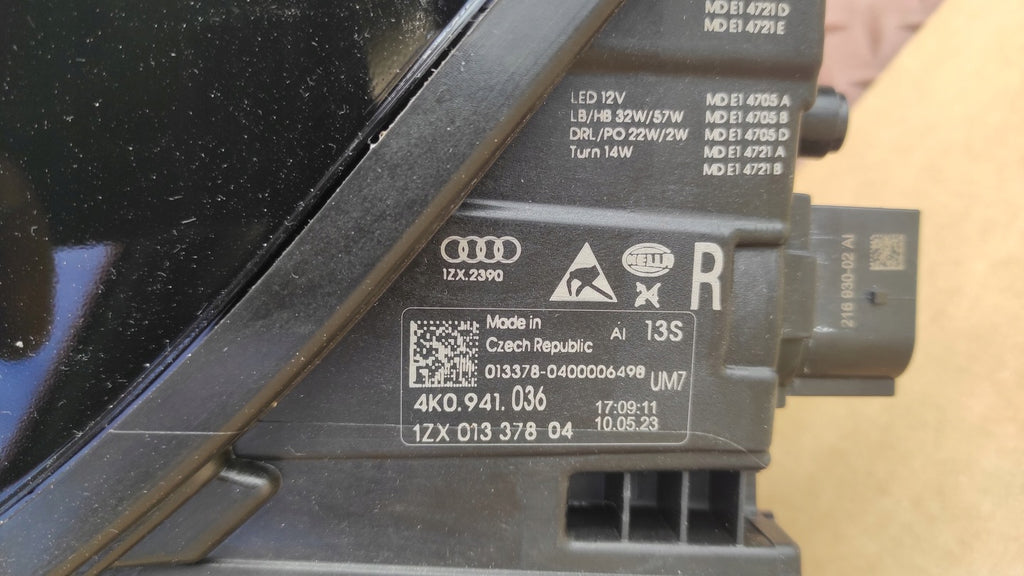 MD E1 4721 D
MD E1 4721 E
LED 12V
LB/HB 32W/57W
DRL/PO 22W/2W
Turn 14W
MD E1 4705 A
MD E1 4705 B
MD E1 4705 D
MD E1 4721 A
MD E1 4721 B
1ZX.2390
HELLA
R
Made in
Czech Republic
AI 13S
013378-0400006498
UM7
4K0.941.036
17:09:11
1ZX 013 378 04
10.05.23
216 930-02 AI